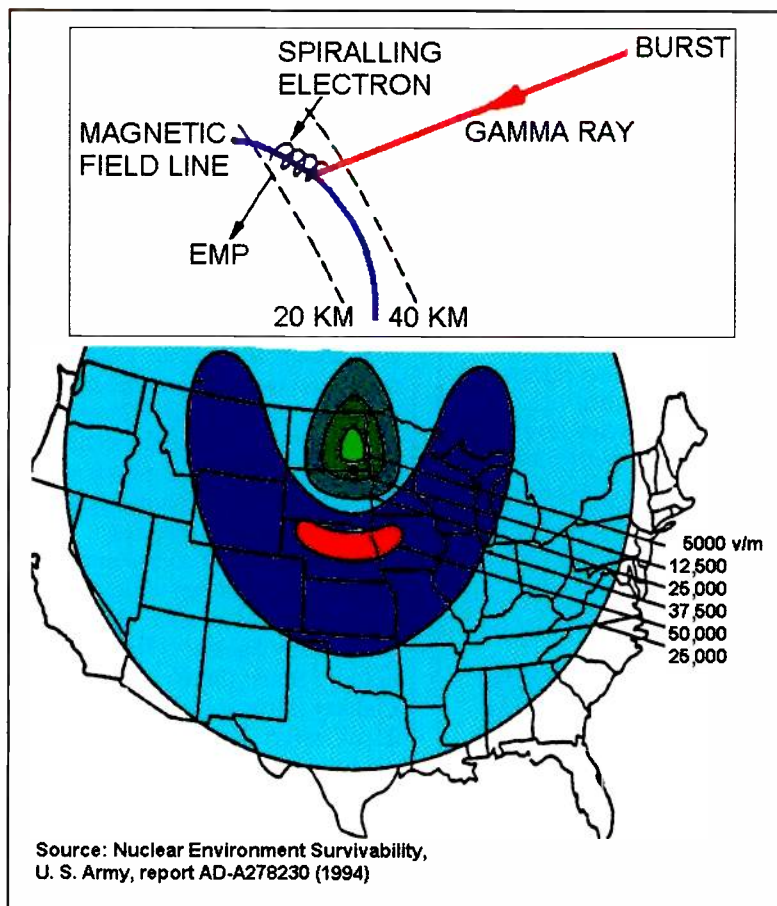 SPIRALLING
ELECTRON
BURST
MAGNETIC
FIELD LINE
GAMMA RAY
EMP
20 KM
40 KM
5000 v/m
12,500
25,000
37,500
50,000
25,000
Source: Nuclear Environment Survivability,
U. S. Army, report AD-A278230 (1994)